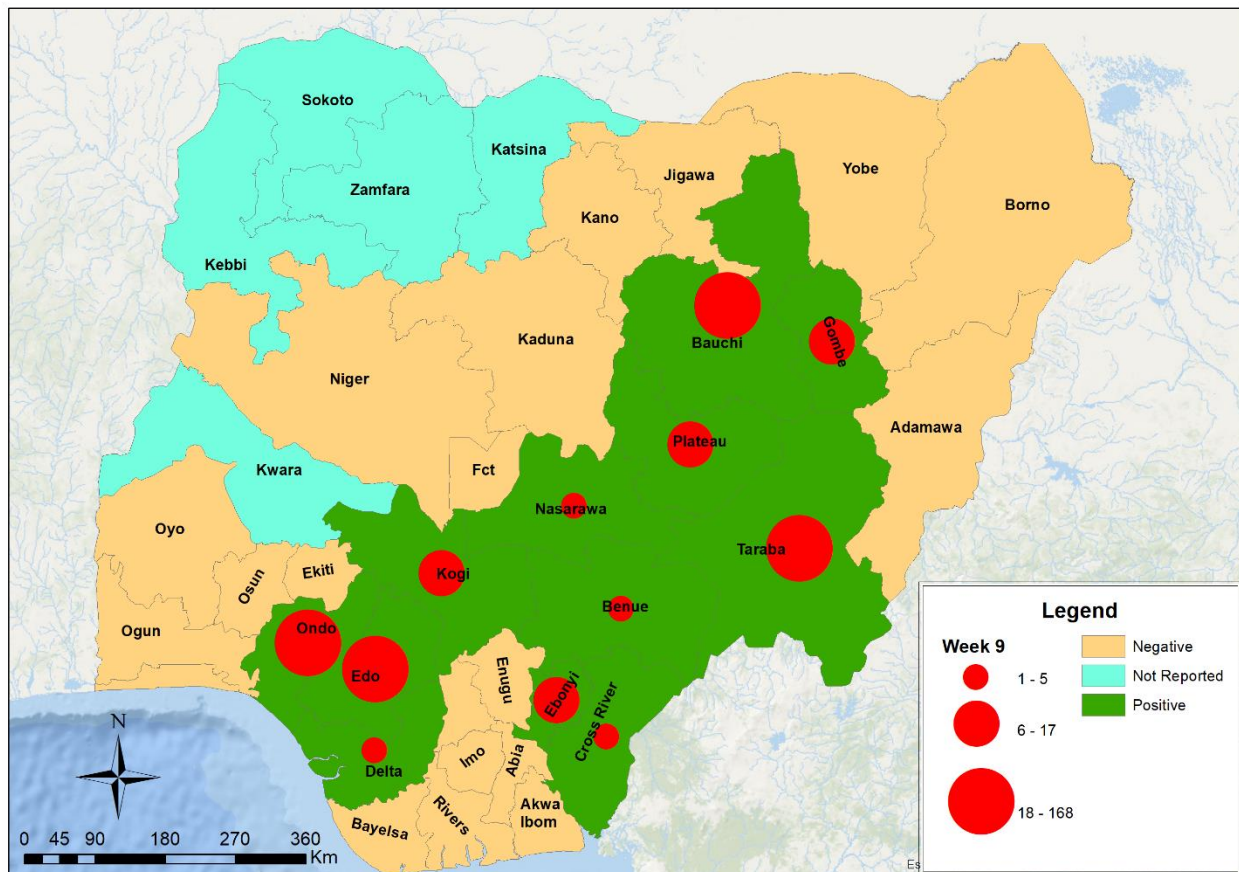 Sokoto
Katsina
Zamfara
Jigawa
Yobe
Kano
Borno
Kebbi
Kaduna
Bauchi
Gombe
Niger
Adamawa
Plateau
Fct
Kwara
Nasarawa
Oyo
Taraba
Kogi
Ekiti
Osun
Benue
Ogun
Ondo
Edo
Enugu
Ebonyi
Cross River
Imo
Abia
Delta
Akwa
Ibom
Rivers
Bayelsa
N
0 45 90 180 270 360
Km
Legend
Week 9
1 - 5
6 - 17
18 - 168
Negative
Not Reported
Positive
Es